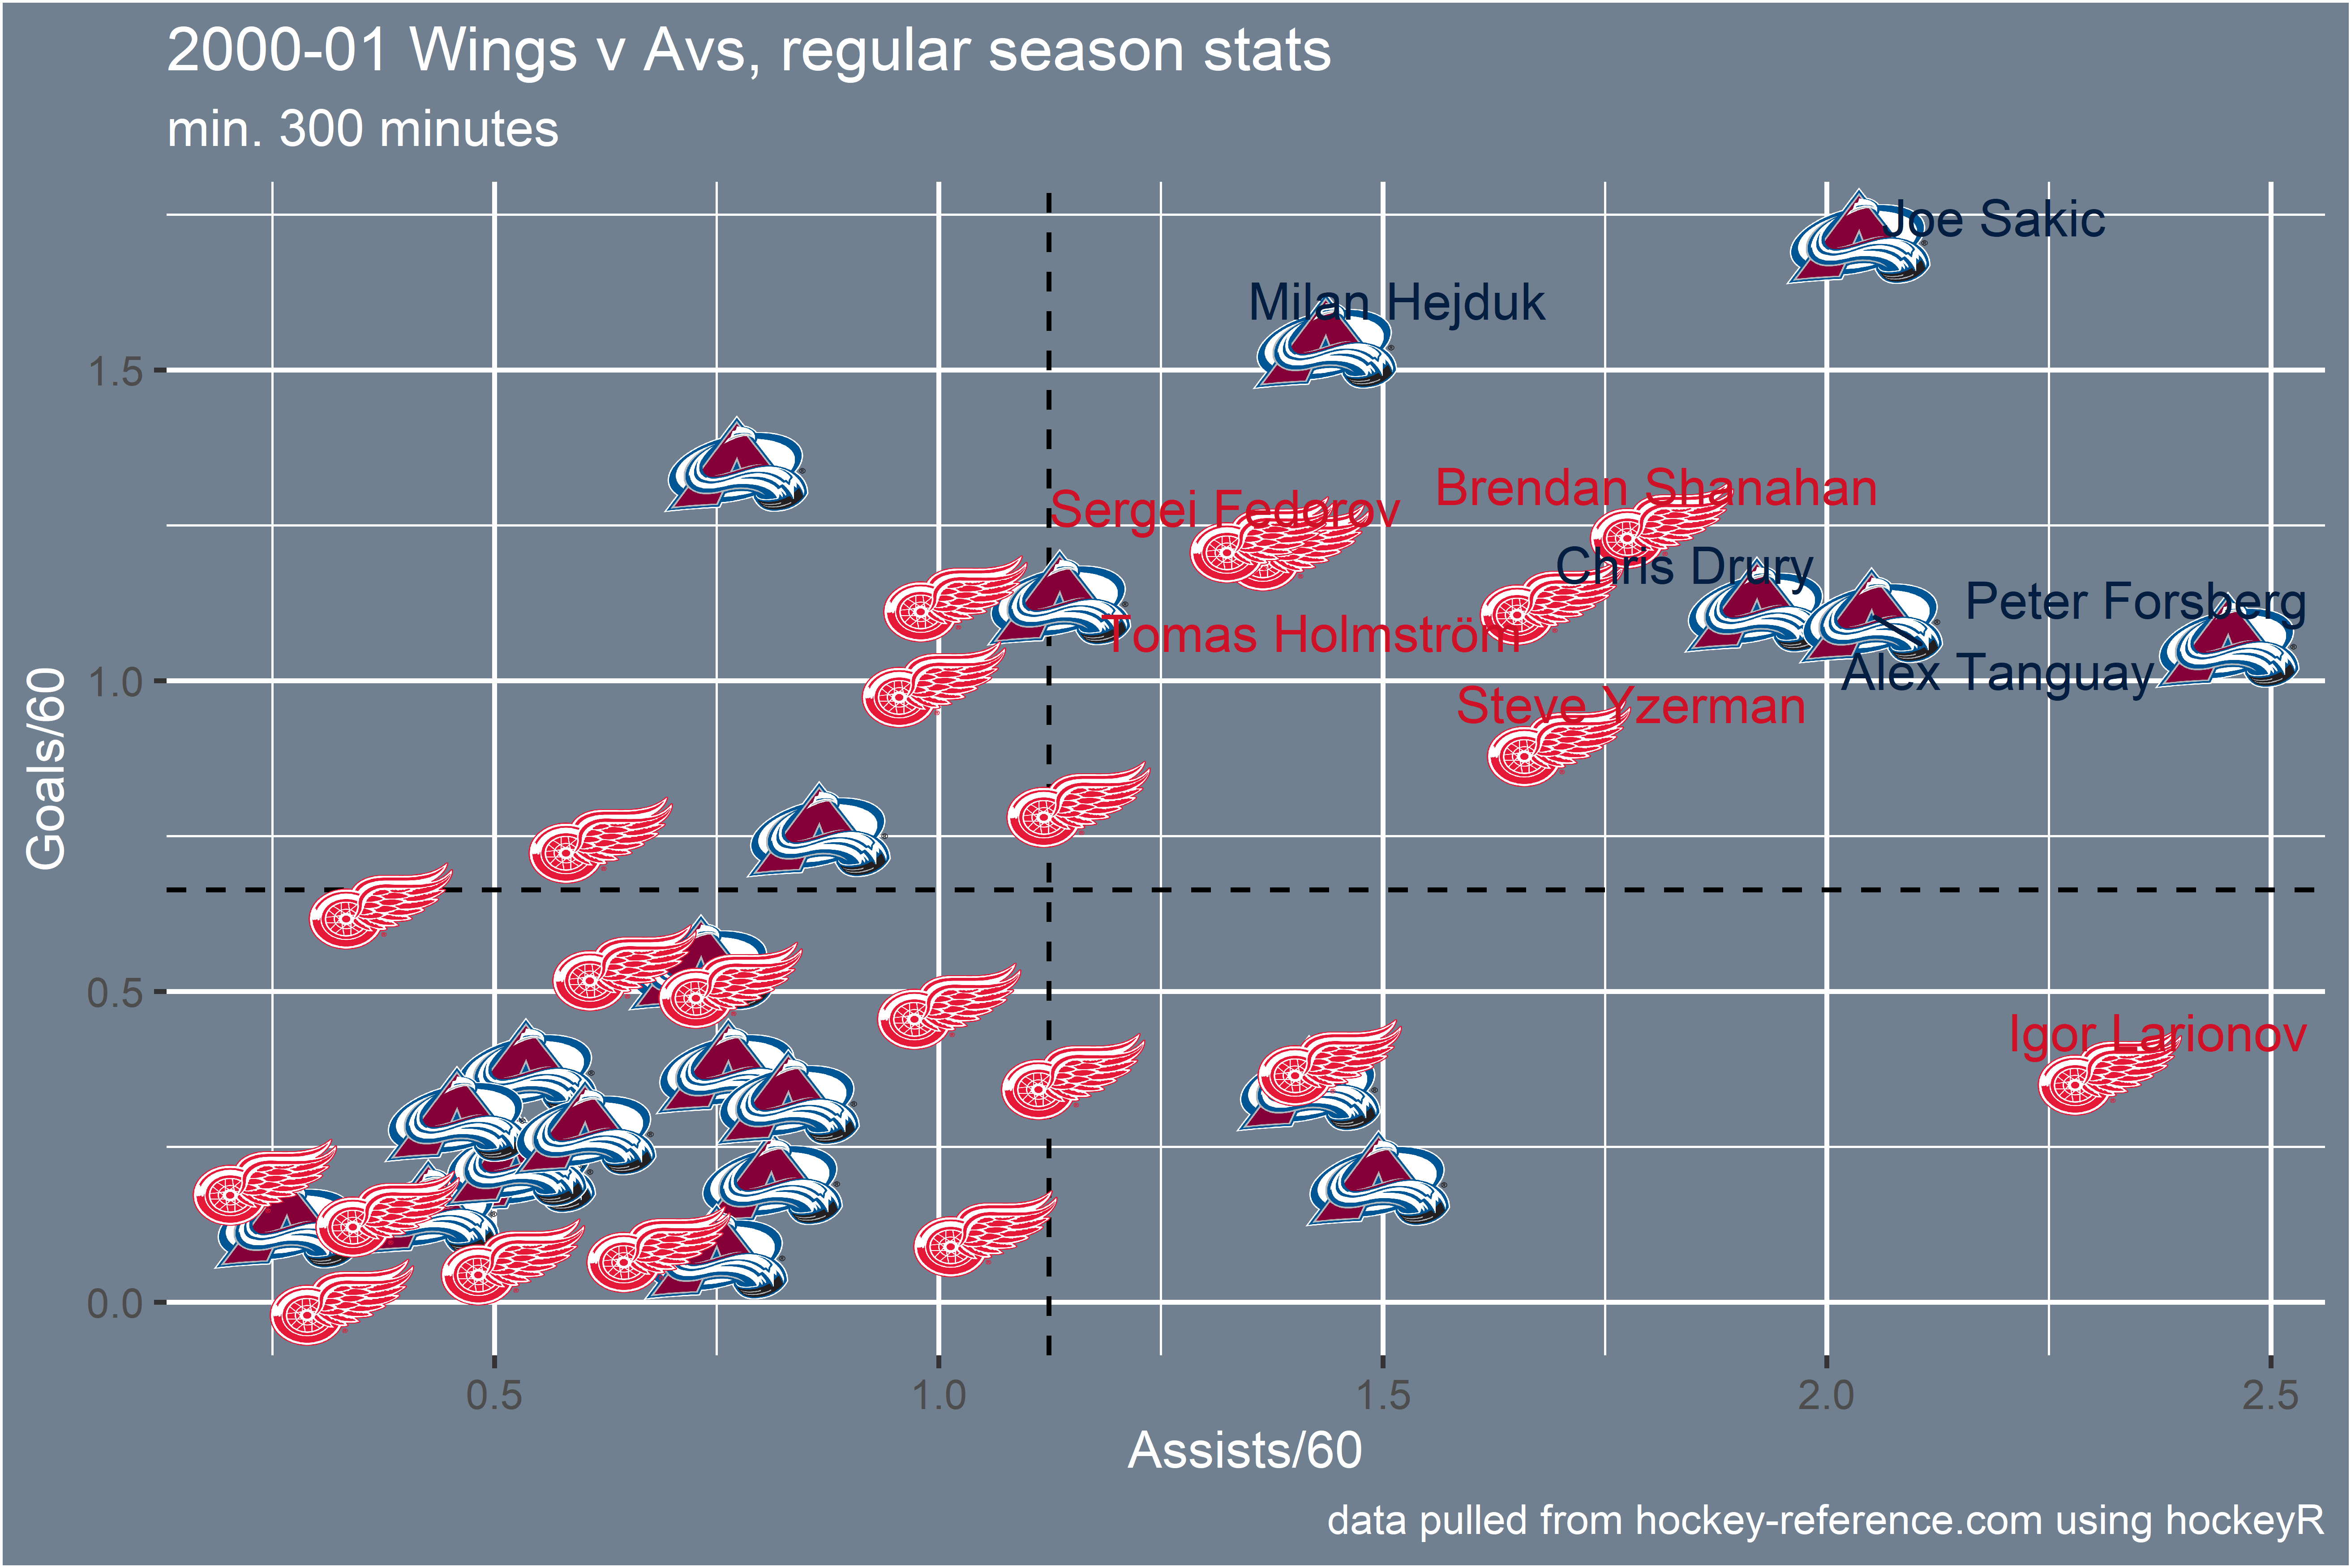 2000-01 Wings v Avs, regular season stats
min. 300 minutes
Joe Sakic
Milan Hejduk
1.5
Brendan Shanahan
Sergei Fedorov
Chris Drury
Peter Forsberg
Tomas Holmström
Alex Tanguay
1.0
Steve Yzerman
Goals/60
0.5
Igor Larionov
0.0
0.5 1.0 1.5 2.0 2.5
Assists/60
data pulled from hockey-reference.com using hockeyR